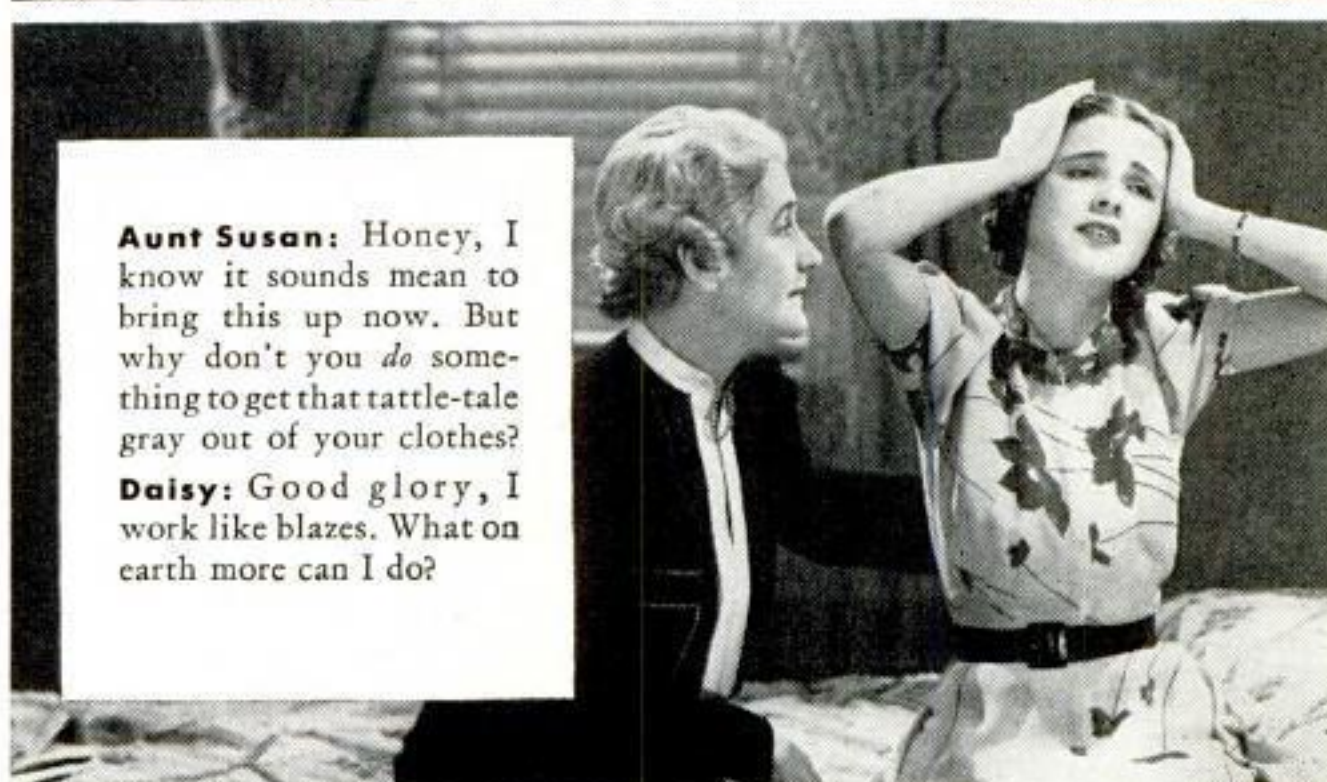 Aunt Susan: Honey, I
know it sounds mean to
bring this up now. But
why don't you do some-
thing to get that tattle-tale
gray out of your clothes?
Daisy: Good glory, I
work like blazes. What on
earth more can I do?